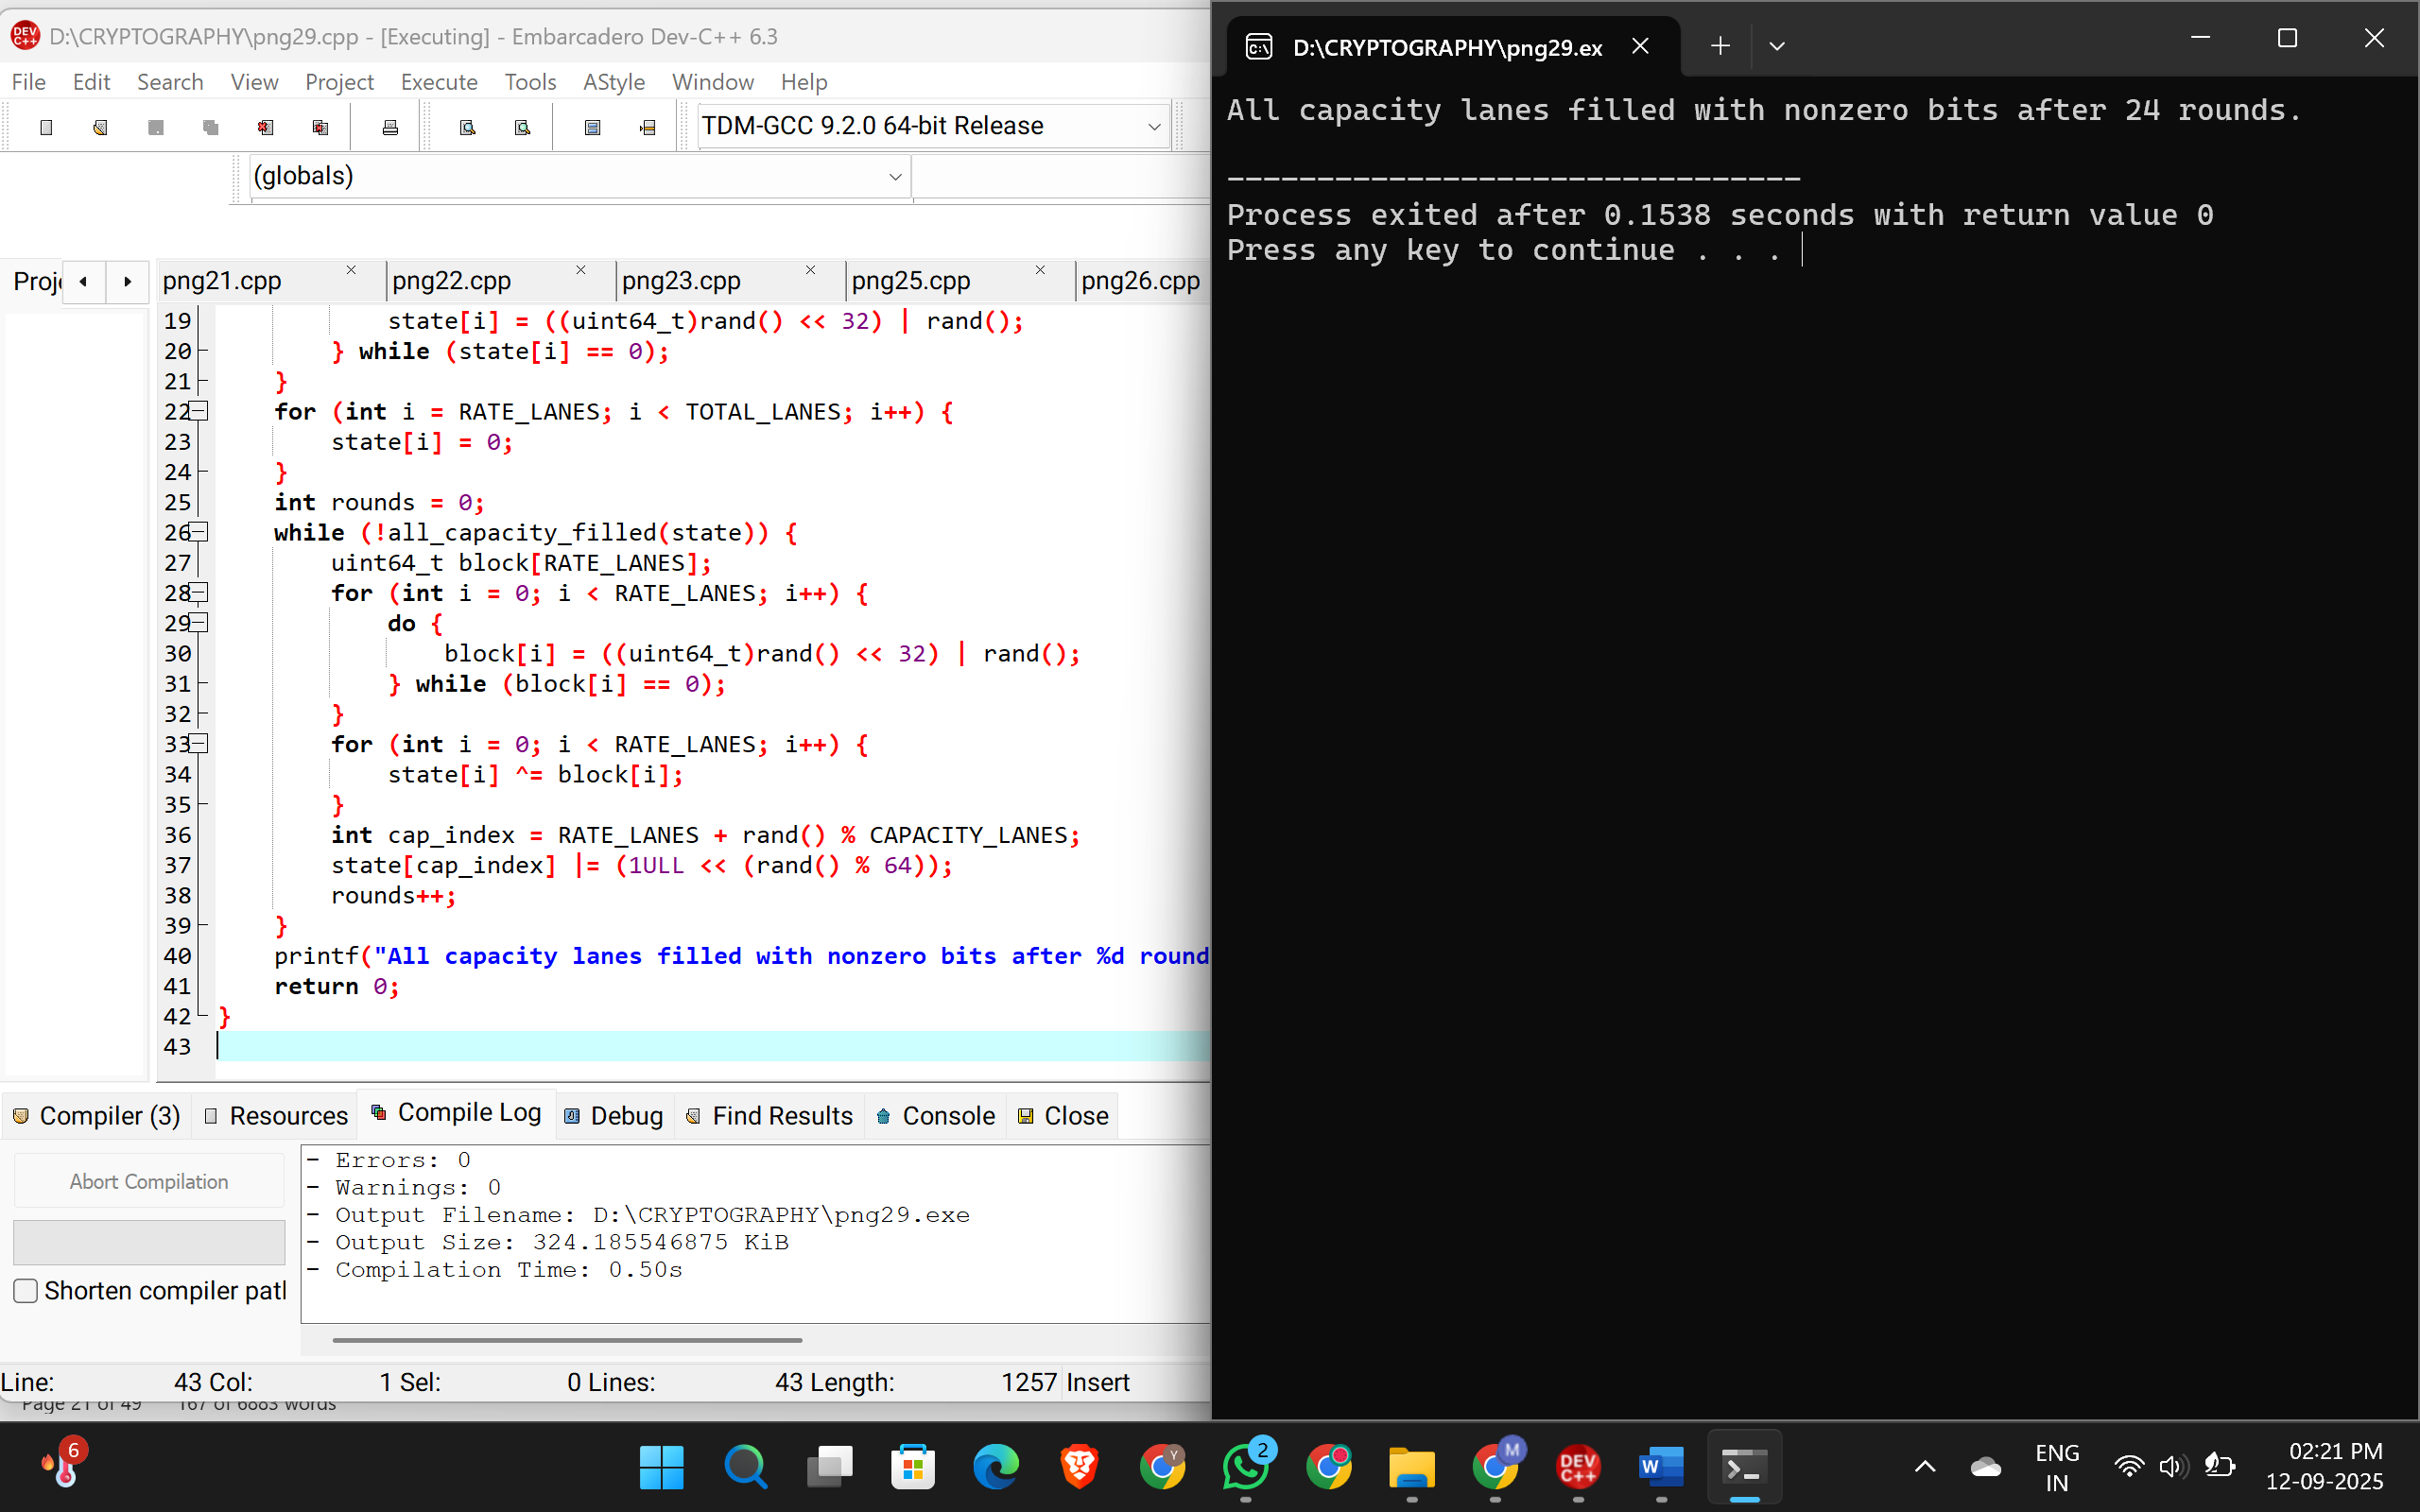 D:\CRYPTOGRAPHY\png29.cpp - [Executing] - Embarcadero Dev-C++ 6.3
File Edit Search View Project Execute Tools AStyle Window Help
TDM-GCC 9.2.0 64-bit Release
(globals)
png21.cpp png22.cpp png23.cpp png25.cpp png26.cpp
19 state[i] = ((uint64_t)rand() << 32) | rand();
20 } while (state[i] == 0);
21 }
22 for (int i = RATE_LANES; i < TOTAL_LANES; i++) {
23 state[i] = 0;
24 }
25 int rounds = 0;
26 while (!all_capacity_filled(state)) {
27 uint64_t block[RATE_LANES];
28 for (int i = 0; i < RATE_LANES; i++) {
29 do {
30 block[i] = ((uint64_t)rand() << 32) | rand();
31 } while (block[i] == 0);
32 }
33 for (int i = 0; i < RATE_LANES; i++) {
34 state[i] ^= block[i];
35 }
36 int cap_index = RATE_LANES + rand() % CAPACITY_LANES;
37 state[cap_index] |= (1ULL << (rand() % 64));
38 rounds++;
39 }
40 printf("All capacity lanes filled with nonzero bits after %d round
41 return 0;
42 }
43
Compiler (3) Resources Compile Log Debug Find Results Console Close
Abort Compilation
Shorten compiler path
- Errors: 0
- Warnings: 0
- Output Filename: D:\CRYPTOGRAPHY\png29.exe
- Output Size: 324.185546875 KiB
- Compilation Time: 0.50s
Line: 43 Col: 1 Sel: 0 Lines: 43 Length: 1257 Insert
Page 21 of 49 167 of 6883 words
D:\CRYPTOGRAPHY\png29.ex
All capacity lanes filled with nonzero bits after 24 rounds.
--------------------------------
Process exited after 0.1538 seconds with return value 0
Press any key to continue . . .
6
2
ENG
IN
02:21 PM
12-09-2025